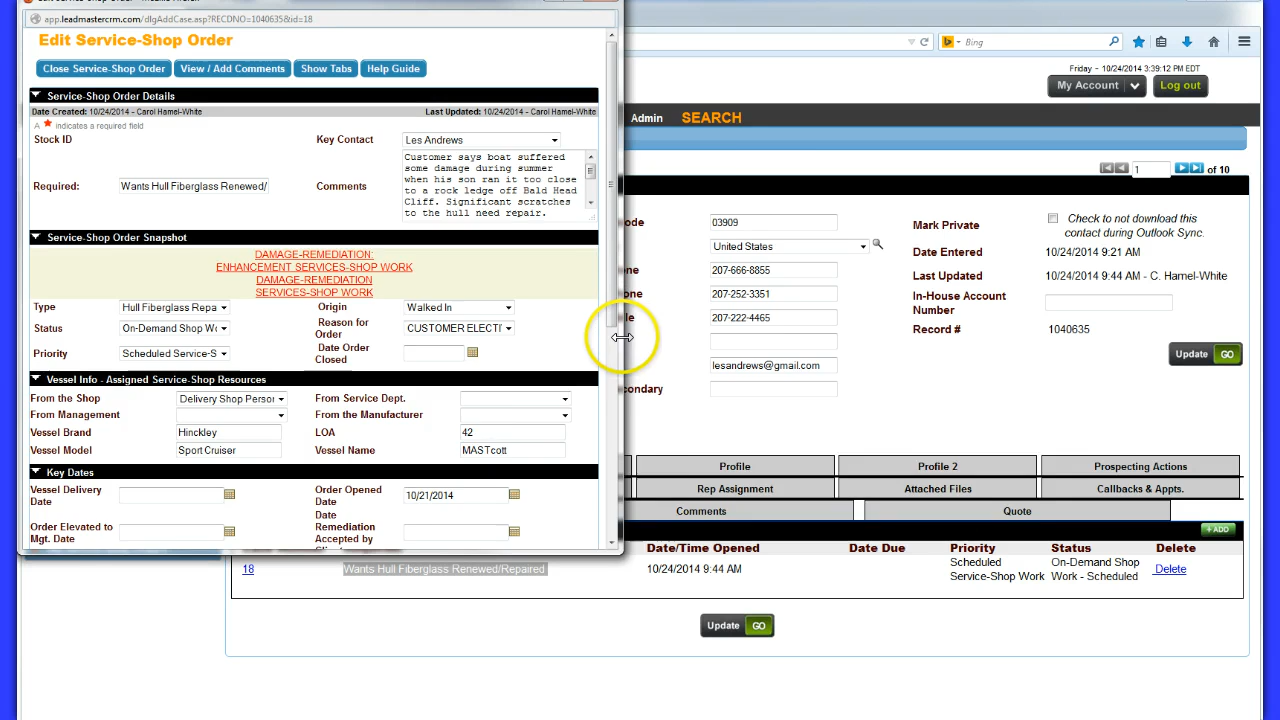 app.leadmastercrm.com/dlgAddCase.asp?RECDNO=1040635&id=18
Edit Service-Shop Order
Close Service-Shop Order
View / Add Comments
Show Tabs
Help Guide
Service-Shop Order Details
Date Created: 10/24/2014 - Carol Hamel-White
Last Updated: 10/24/2014 - Carol Hamel-White
A * indicates a required field
Stock ID
Key Contact
Les Andrews
Required:
Wants Hull Fiberglass Renewed/
Comments
Customer says boat suffered
some damage during summer
when his son ran it too close
to a rock ledge off Bald Head
Cliff. Significant scratches
to the hull need repair.
Service-Shop Order Snapshot
DAMAGE-REMEDIATION:
ENHANCEMENT SERVICES-SHOP WORK
DAMAGE-REMEDIATION
SERVICES-SHOP WORK
Type
Hull Fiberglass Repa
Origin
Walked In
Status
On-Demand Shop Wo
Reason for
Order
CUSTOMER ELECTI
Priority
Scheduled Service-S
Date Order
Closed
Vessel Info - Assigned Service-Shop Resources
From the Shop
Delivery Shop Person
From Service Dept.
From Management
From the Manufacturer
Vessel Brand
Hinckley
LOA
42
Vessel Model
Sport Cruiser
Vessel Name
MASTcott
Key Dates
Vessel Delivery
Date
Order Opened
Date
10/21/2014
Order Elevated to
Mgt. Date
Date
Remediation
Accepted by
Bing
Friday - 10/24/2014 3:39:12 PM EDT
My Account
Log out
Admin
SEARCH
1
of 10
ode
03909
United States
ne
207-666-8855
one
207-252-3351
le
207-222-4465
lesandrews@gmail.com
condary
Mark Private
Check to not download this
contact during Outlook Sync.
Date Entered
10/24/2014 9:21 AM
Last Updated
10/24/2014 9:44 AM - C. Hamel-White
In-House Account
Number
Record #
1040635
Update GO
Profile
Profile 2
Prospecting Actions
Rep Assignment
Attached Files
Callbacks & Appts.
Comments
Quote
+ADD
Date/Time Opened
Date Due
Priority
Status
Delete
18
Wants Hull Fiberglass Renewed/Repaired
10/24/2014 9:44 AM
Scheduled
Service-Shop Work
On-Demand Shop
Work - Scheduled
Delete
Update GO